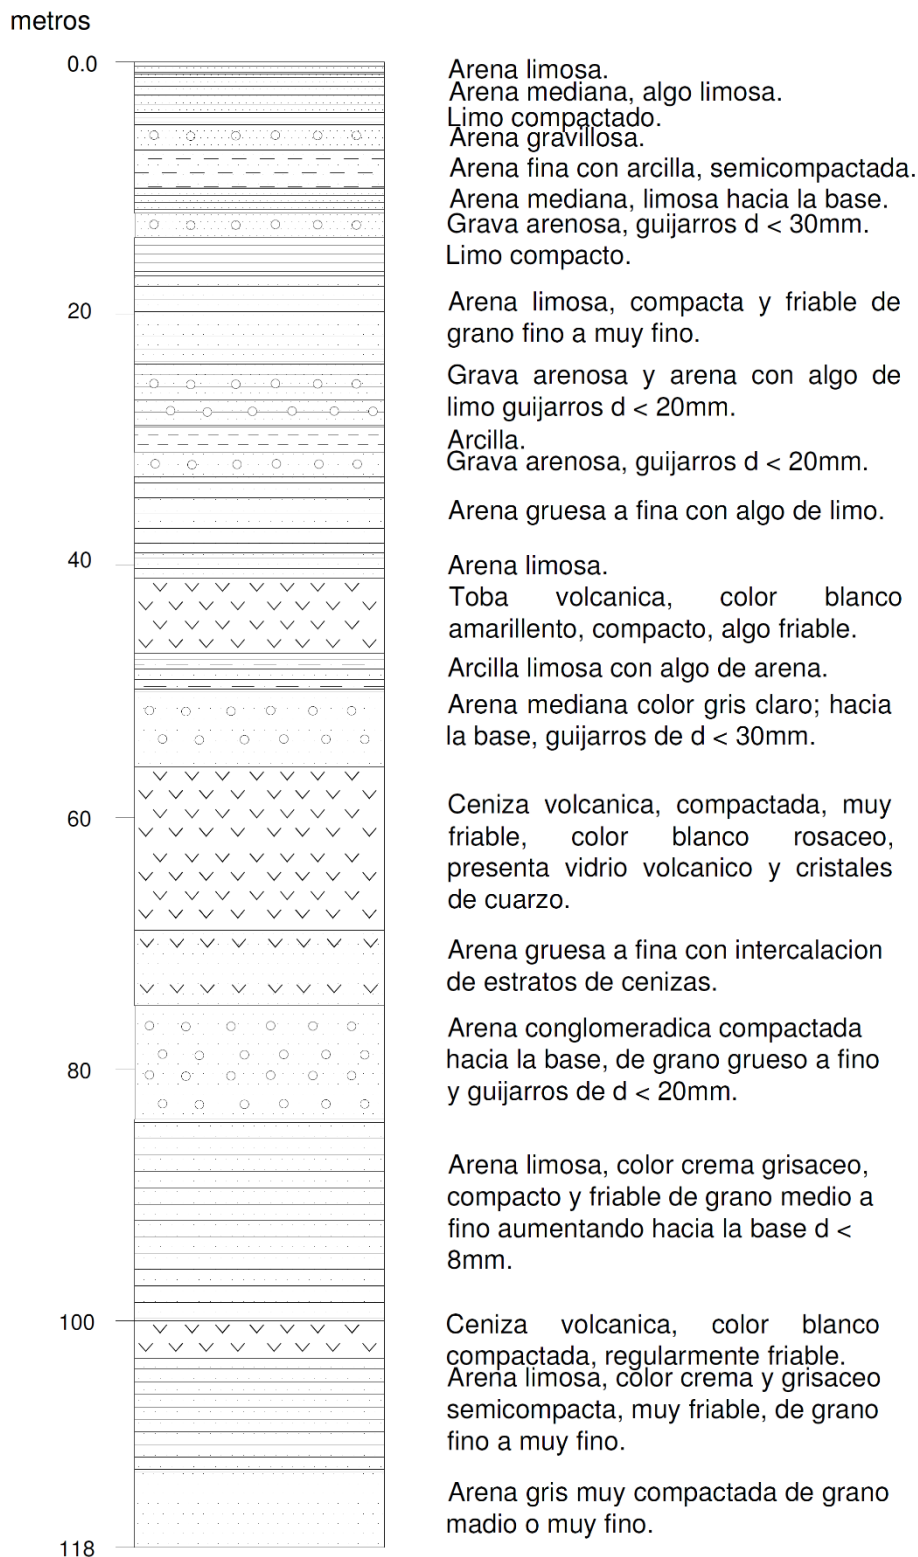 metros
0.0
Arena limosa.
Arena mediana, algo limosa.
Limo compactado.
Arena gravillosa.
Arena fina con arcilla, semicompactada.
Arena mediana, limosa hacia la base.
Grava arenosa, guijarros d < 30mm.
Limo compacto.
20
Arena limosa, compacta y friable de
grano fino a muy fino.
Grava arenosa y arena con algo de
limo guijarros d < 20mm.
Arcilla.
Grava arenosa, guijarros d < 20mm.
Arena gruesa a fina con algo de limo.
40
Arena limosa.
Toba volcanica, color blanco
amarillento, compacto, algo friable.
Arcilla limosa con algo de arena.
Arena mediana color gris claro; hacia
la base, guijarros de d < 30mm.
60
Ceniza volcanica, compactada, muy
friable, color blanco rosaceo,
presenta vidrio volcanico y cristales
de cuarzo.
Arena gruesa a fina con intercalacion
de estratos de cenizas.
80
Arena conglomeradica compactada
hacia la base, de grano grueso a fino
y guijarros de d < 20mm.
Arena limosa, color crema grisaceo,
compacto y friable de grano medio a
fino aumentando hacia la base d <
8mm.
100
Ceniza volcanica, color blanco
compactada, regularmente friable.
Arena limosa, color crema y grisaceo
semicompacta, muy friable, de grano
fino a muy fino.
Arena gris muy compactada de grano
madio o muy fino.
118